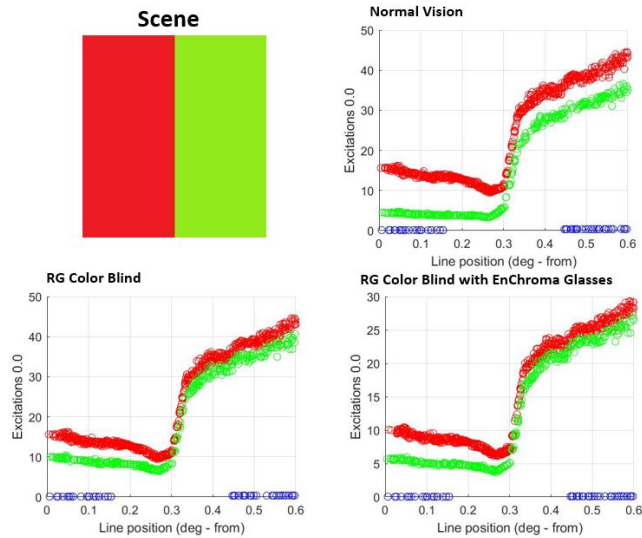 Scene
Normal Vision
50
40
30
20
10
0
Excitations 0.0
0 0.1 0.2 0.3 0.4 0.5 0.6
Line position (deg - from)
RG Color Blind
50
40
30
20
10
0
Excitations 0.0
0 0.1 0.2 0.3 0.4 0.5 0.6
Line position (deg - from)
RG Color Blind with EnChroma Glasses
30
25
20
15
10
5
0
Excitations 0.0
0 0.1 0.2 0.3 0.4 0.5 0.6
Line position (deg - from)